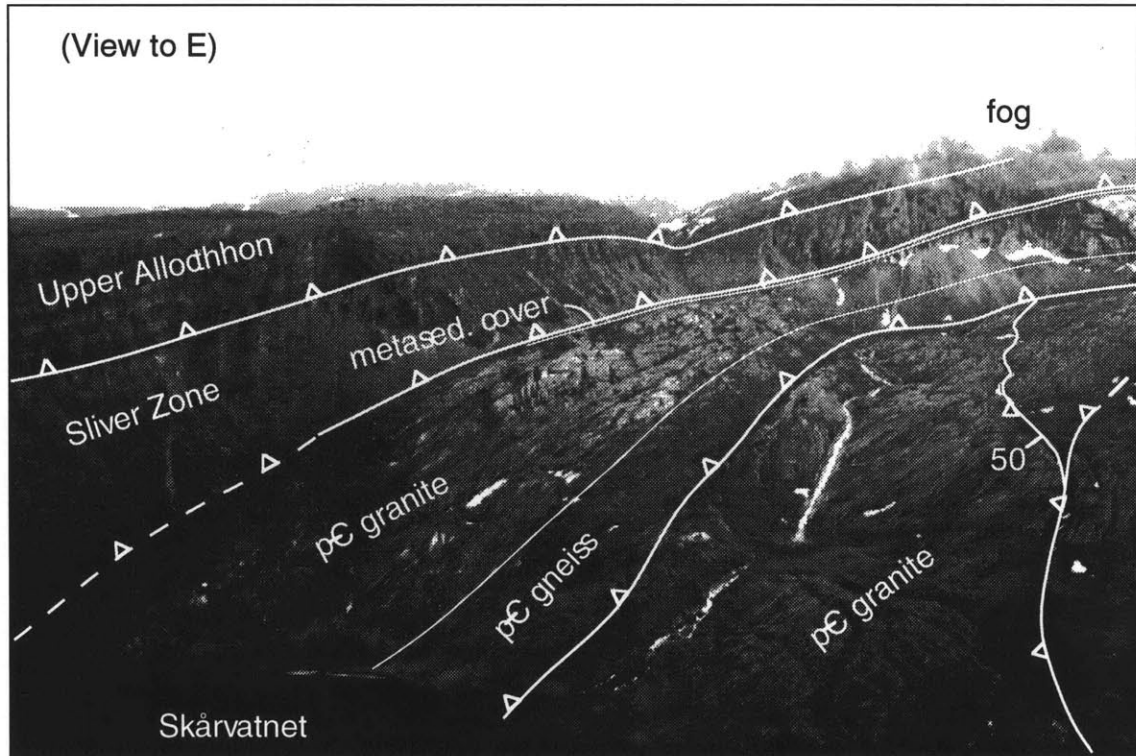 (View to E)
fog
Upper Allodhhon
metased. cover
Sliver Zone
50
p-Є granite
p-Є gneiss
p-Є granite
Skårvatnet